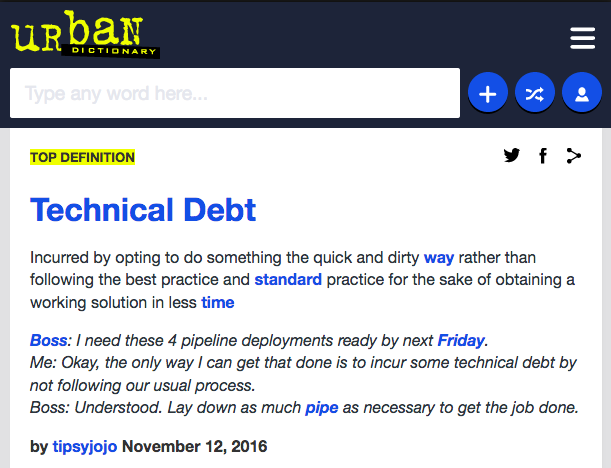 urban
DICTIONARY
Type any word here...
TOP DEFINITION
Technical Debt
Incurred by opting to do something the quick and dirty way rather than
following the best practice and standard practice for the sake of obtaining a
working solution in less time
Boss: I need these 4 pipeline deployments ready by next Friday.
Me: Okay, the only way I can get that done is to incur some technical debt by
not following our usual process.
Boss: Understood. Lay down as much pipe as necessary to get the job done.
by tipsyjojo November 12, 2016